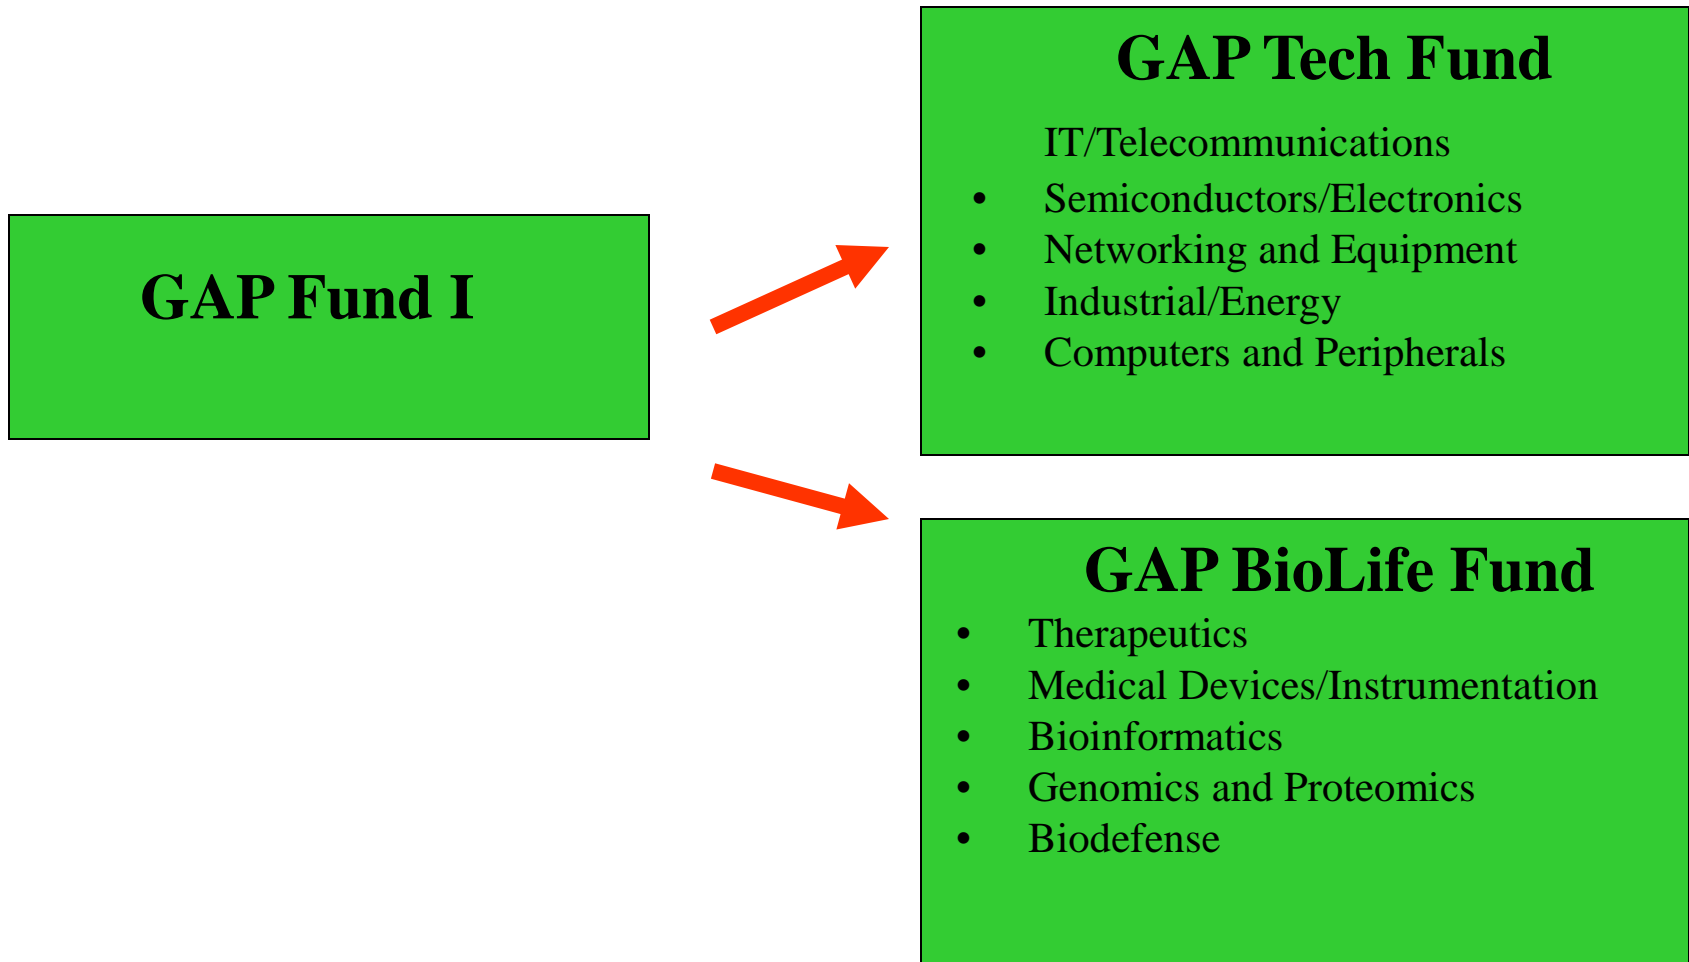 GAP Fund I
GAP Tech Fund
IT/Telecommunications
• Semiconductors/Electronics
• Networking and Equipment
• Industrial/Energy
• Computers and Peripherals
GAP BioLife Fund
• Therapeutics
• Medical Devices/Instrumentation
• Bioinformatics
• Genomics and Proteomics
• Biodefense